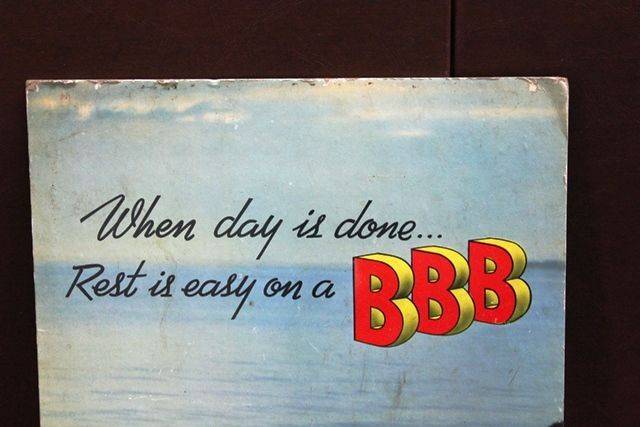 When day is done...
Rest is easy on a BBB